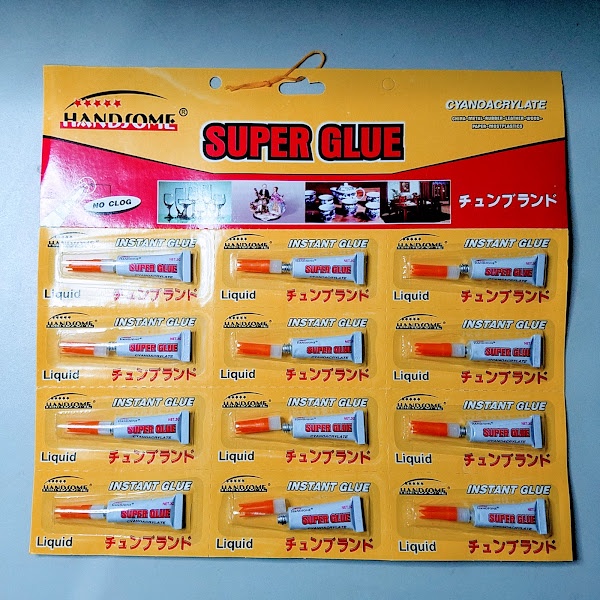 HANDSOME®
SUPER GLUE
CYANOACRYLATE
CHINA-METAL-RUBBER-LEATHER-WOOD-
PAPER-MOSTPLASTICS
NO CLOG
チュンブランド
HANDSOME INSTANT GLUE
SUPER GLUE
CYANOACRYLATE
Liquid チュンブランド
HANDSOME INSTANT GLUE
SUPER GLUE
CYANOACRYLATE
Liquid チュンブランド
HANDSOME INSTANT GLUE
SUPER GLUE
CYANOACRYLATE
Liquid チュンブランド
HANDSOME INSTANT GLUE
SUPER GLUE
CYANOACRYLATE
Liquid チュンブランド
HANDSOME INSTANT GLUE
SUPER GLUE
CYANOACRYLATE
Liquid チュンブランド
HANDSOME INSTANT GLUE
SUPER GLUE
CYANOACRYLATE
Liquid チュンブランド
HANDSOME INSTANT GLUE
SUPER GLUE
CYANOACRYLATE
Liquid チュンブランド
HANDSOME INSTANT GLUE
SUPER GLUE
CYANOACRYLATE
Liquid チュンブランド
HANDSOME INSTANT GLUE
SUPER GLUE
CYANOACRYLATE
Liquid チュンブランド
HANDSOME INSTANT GLUE
SUPER GLUE
CYANOACRYLATE
Liquid チュンブランド
HANDSOME INSTANT GLUE
SUPER GLUE
CYANOACRYLATE
Liquid チュンブランド
HANDSOME INSTANT GLUE
SUPER GLUE
CYANOACRYLATE
Liquid チュンブランド